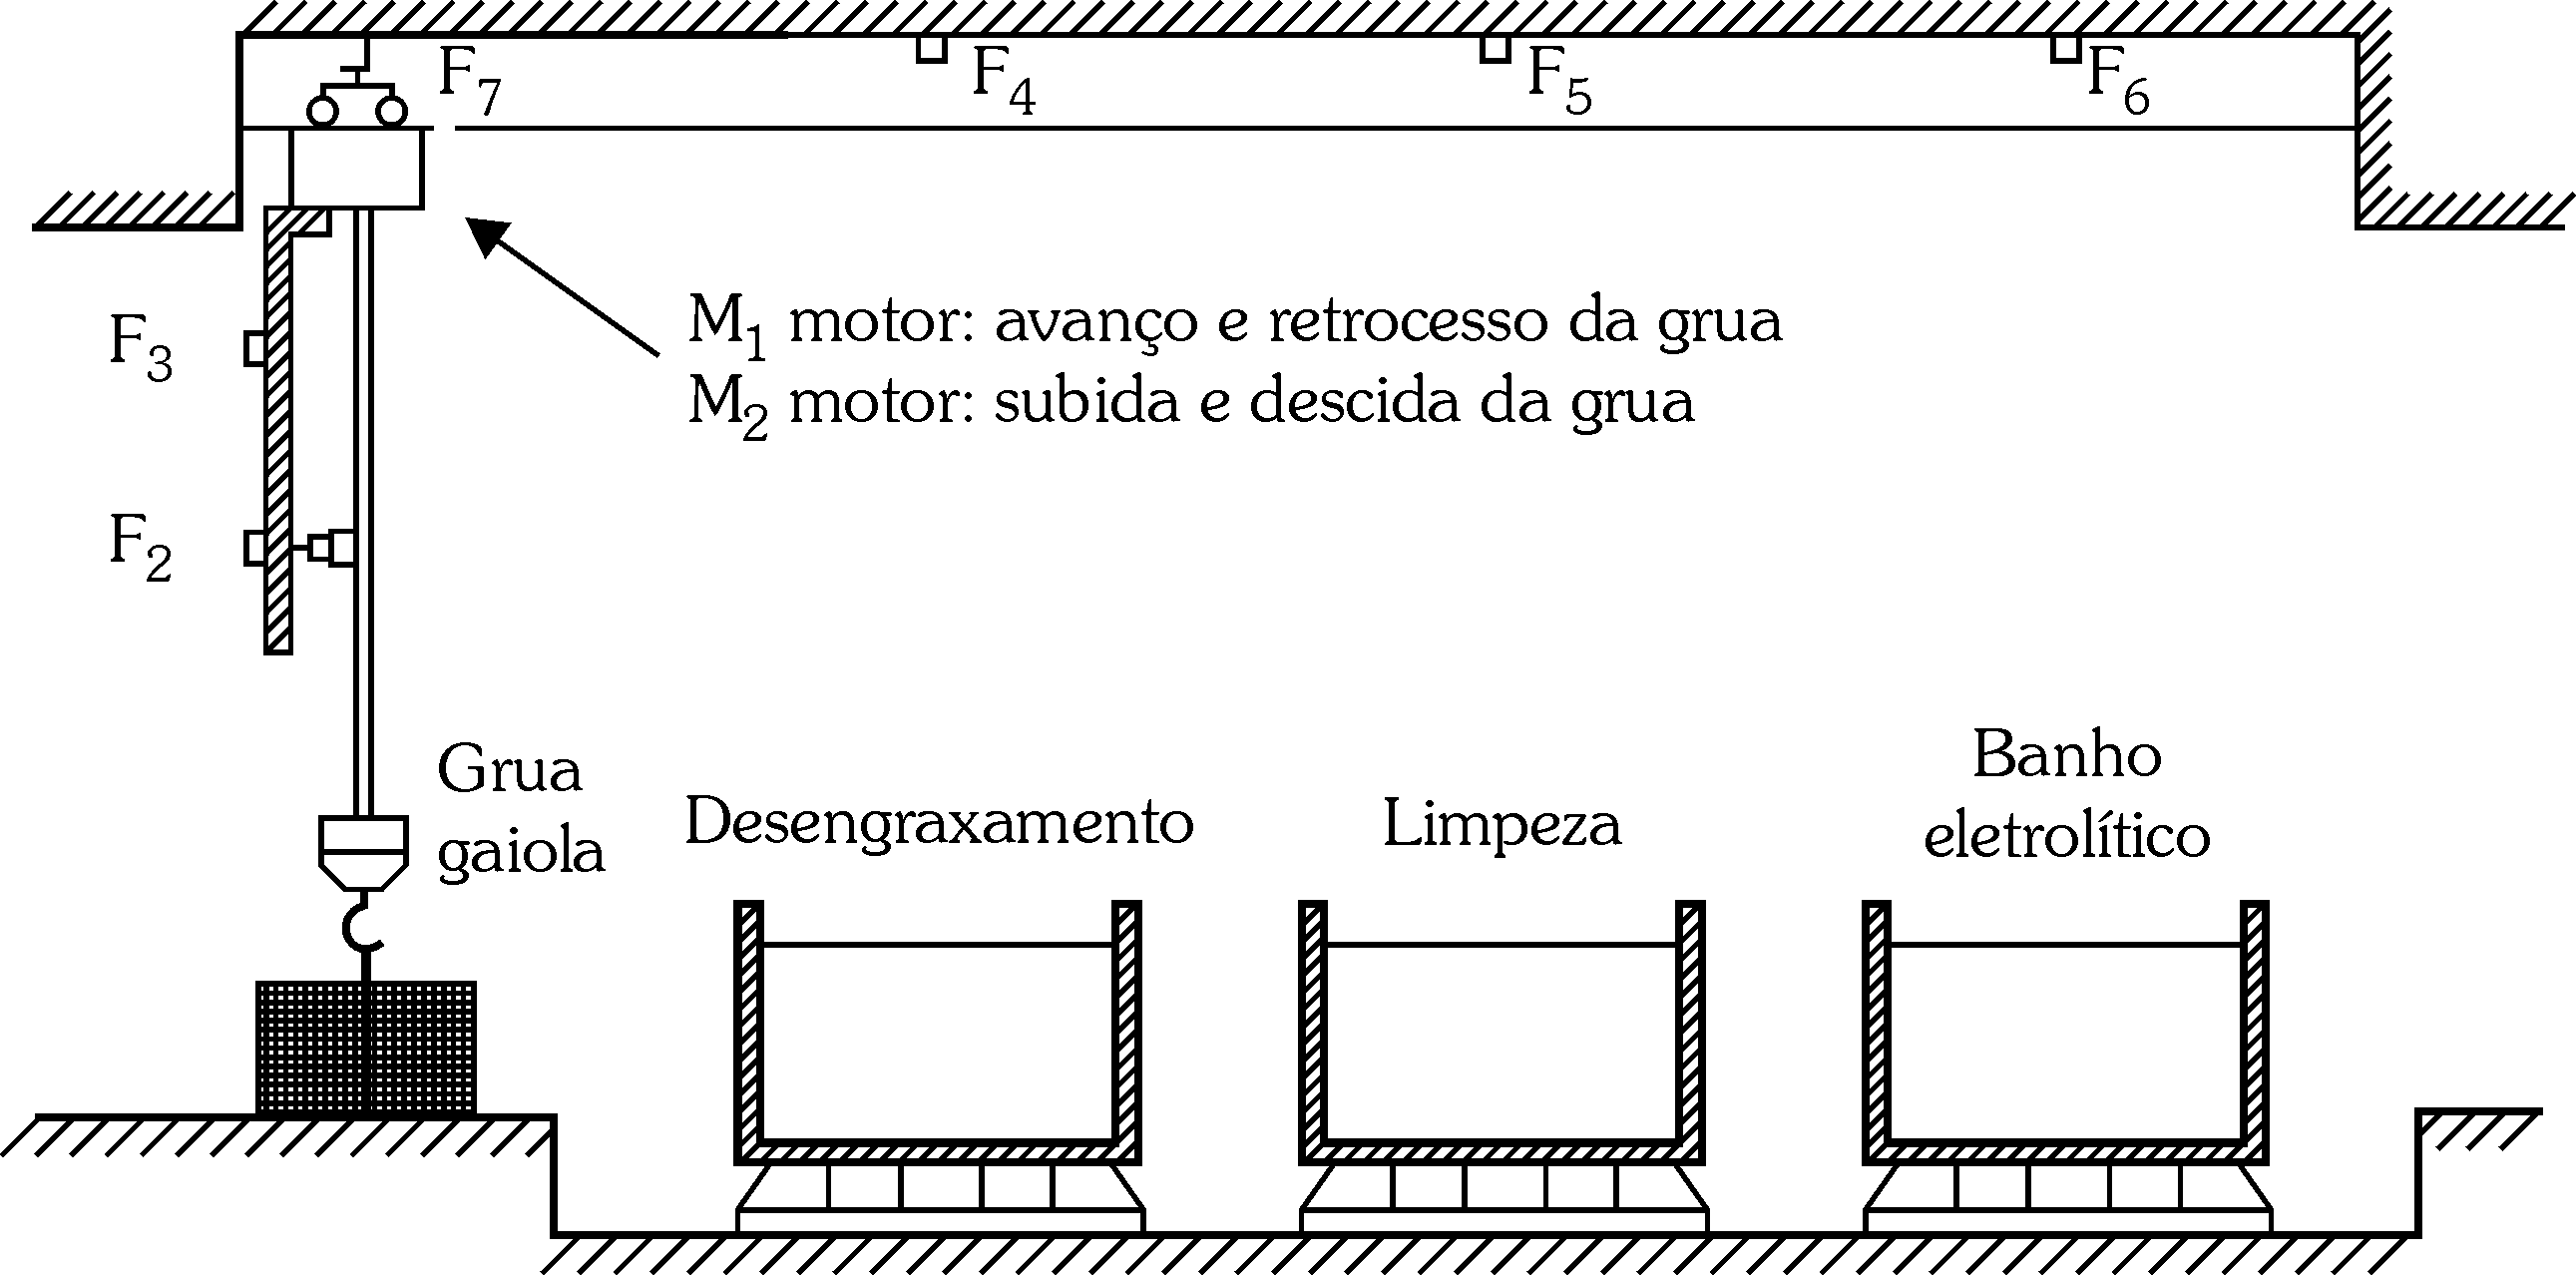 F7
F4
F5
F6
F3
M1 motor: avanço e retrocesso da grua
M2 motor: subida e descida da grua
F2
Grua
gaiola
Desengraxamento
Limpeza
Banho
eletrolítico